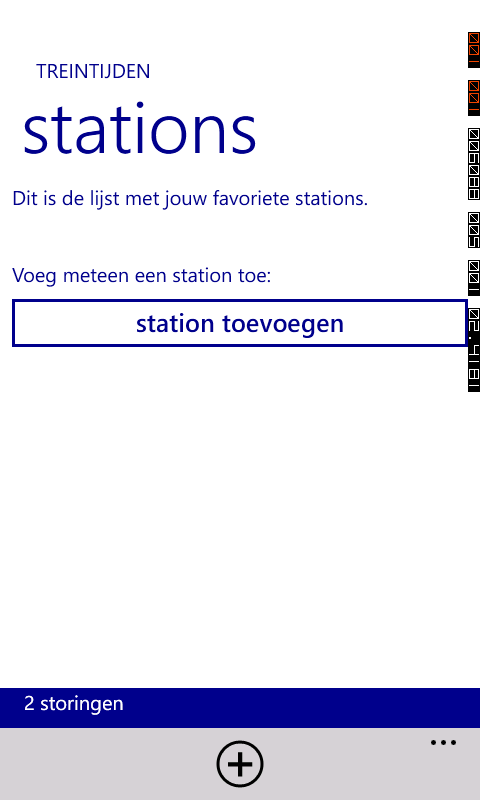 TREINTIJDEN
stations
Dit is de lijst met jouw favoriete stations.
Voeg meteen een station toe:
station toevoegen
2 storingen